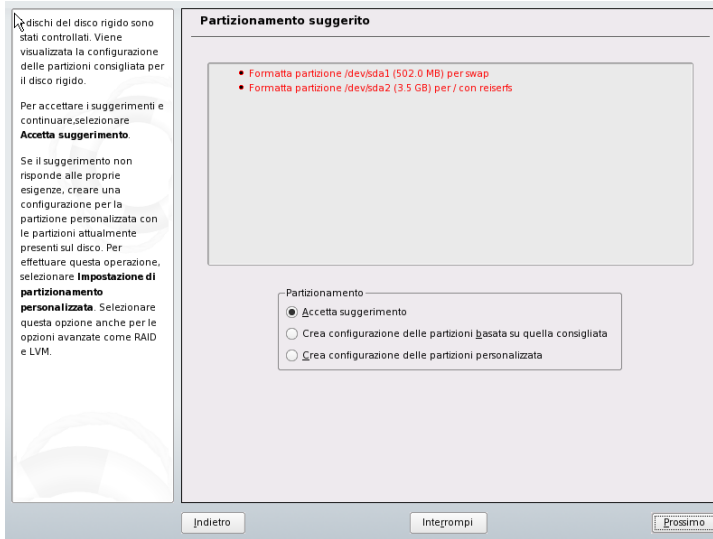 dischi del disco rigido sono
stati controllati. Viene
visualizzata la configurazione
delle partizioni consigliata per
il disco rigido.
Per accettare i suggerimenti e
continuare,selezionare
Accetta suggerimento.
Se il suggerimento non
risponde alle proprie
esigenze, creare una
configurazione per la
partizione personalizzata con
le partizioni attualmente
presenti sul disco. Per
effettuare questa operazione,
selezionare Impostazione di
partizionamento
personalizzata. Selezionare
questa opzione anche per le
opzioni avanzate come RAID
e LVM.
Partizionamento suggerito
• Formatta partizione /dev/sda1 (502.0 MB) per swap
• Formatta partizione /dev/sda2 (3.5 GB) per / con reiserfs
Partizionamento
Accetta suggerimento
Crea configurazione delle partizioni basata su quella consigliata
Crea configurazione delle partizioni personalizzata
Indietro
Interrompi
Prossimo